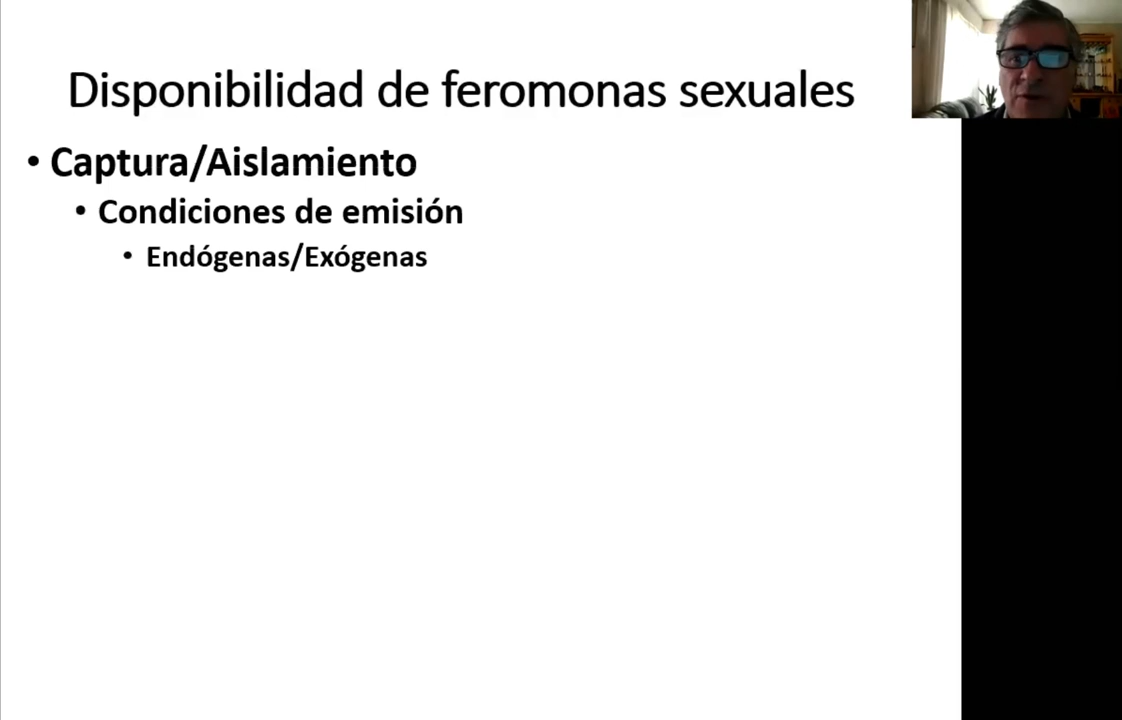 Disponibilidad de feromonas sexuales
• Captura/Aislamiento
• Condiciones de emisión
• Endógenas/Exógenas